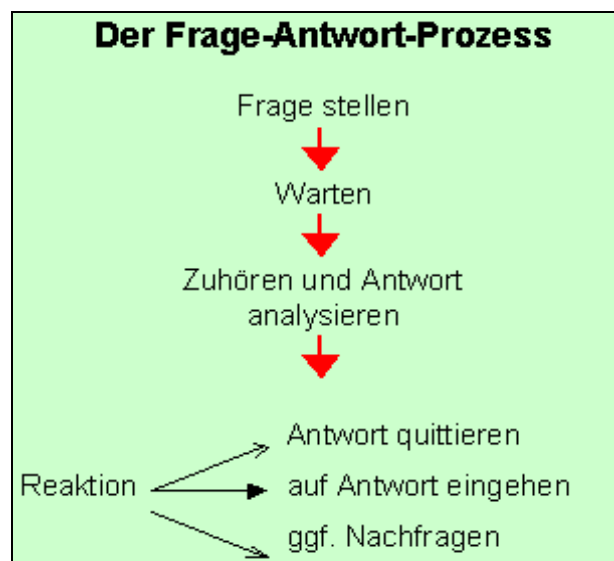 Der Frage-Antwort-Prozess
Frage stellen
Warten
Zuhören und Antwort
analysieren
Antwort quittieren
Reaktion
auf Antwort eingehen
ggf. Nachfragen